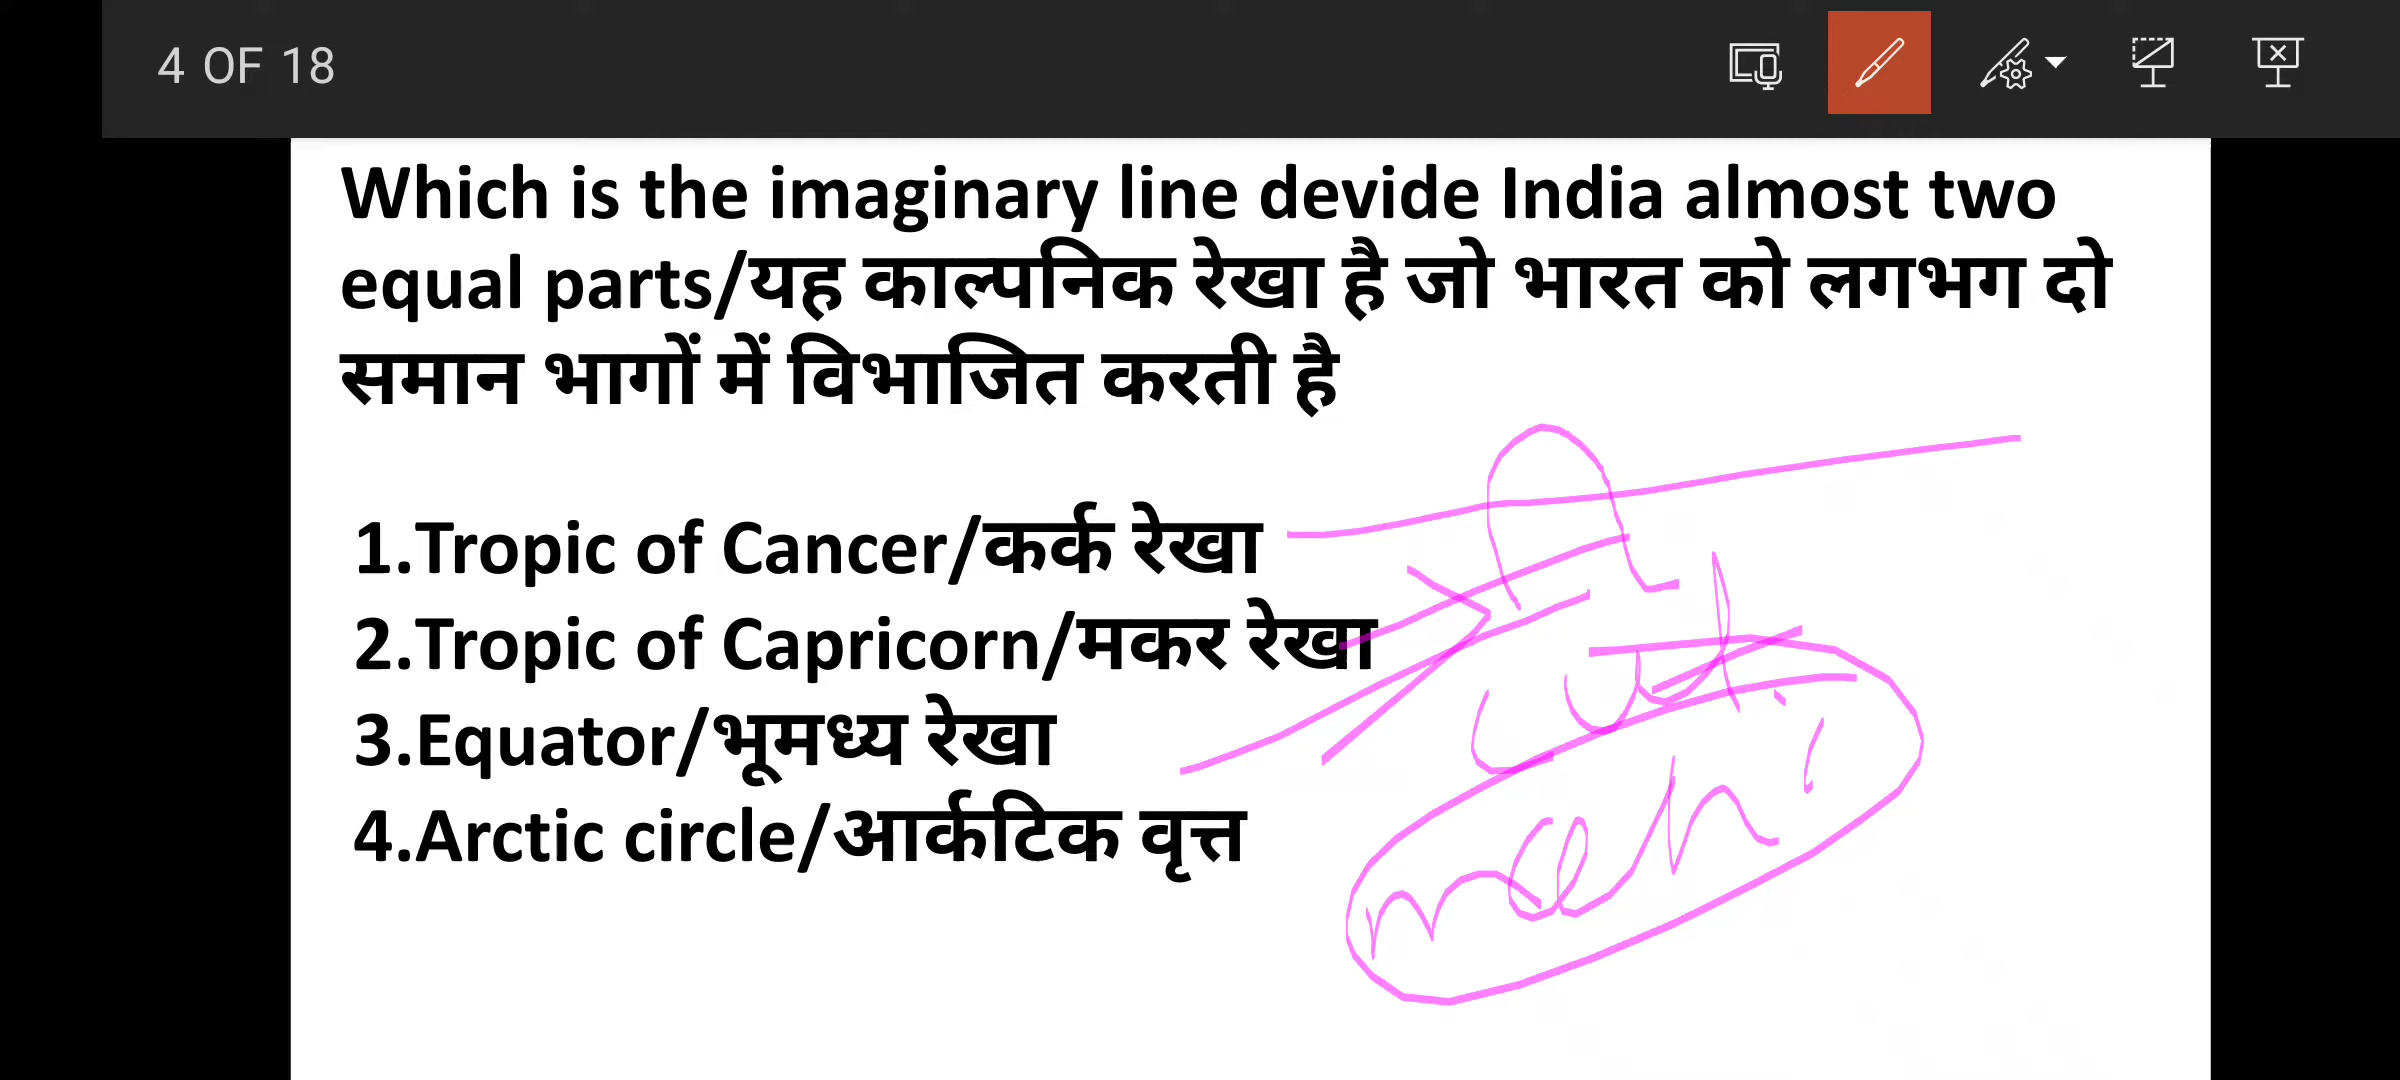 4 OF 18
Which is the imaginary line devide India almost two
equal parts/यह काल्पनिक रेखा है जो भारत को लगभग दो
समान भागों में विभाजित करती है
1.Tropic of Cancer/कर्क रेखा
2.Tropic of Capricorn/मकर रेखा
3.Equator/भूमध्य रेखा
4.Arctic circle/आर्कटिक वृत्त